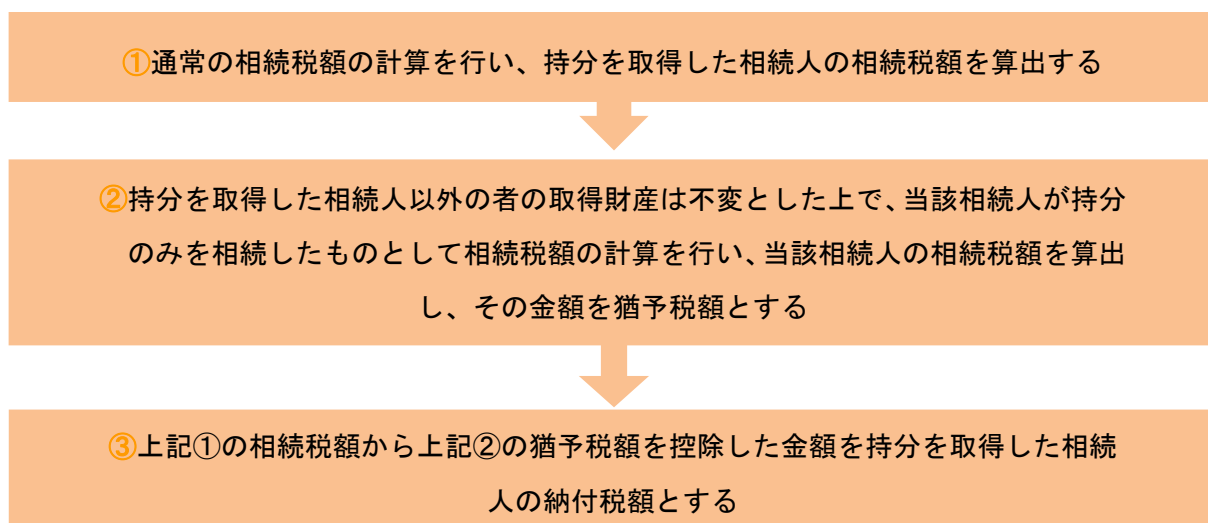 ①通常の相続税額の計算を行い、持分を取得した相続人の相続税額を算出する
②持分を取得した相続人以外の者の取得財産は不変とした上で、当該相続人が持分
のみを相続したものとして相続税額の計算を行い、当該相続人の相続税額を算出
し、その金額を猶予税額とする
③上記①の相続税額から上記②の猶予税額を控除した金額を持分を取得した相続
人の納付税額とする